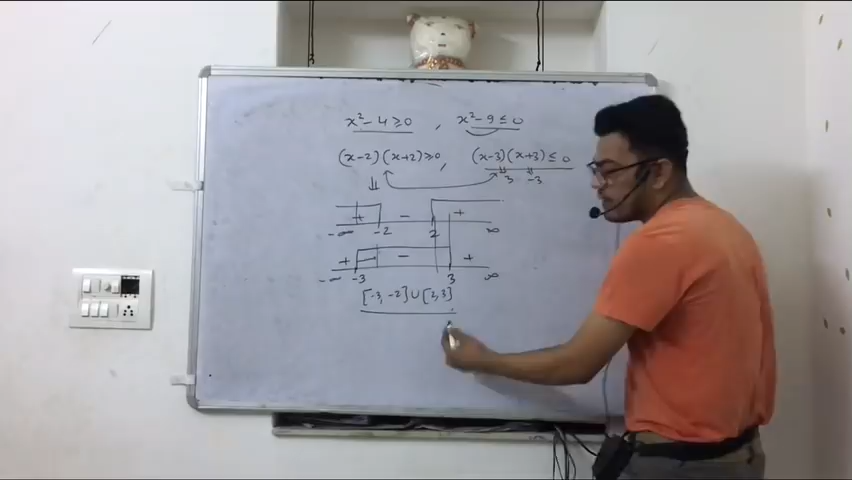 x² - 4 ≥ 0 , x² - 9 ≤ 0
(x-2)(x+2) ≥ 0 , (x-3)(x+3) ≤ 0
⇓ 3 -3
+ - +
-∞ -2 2 ∞
+ - +
-∞ -3 3 ∞
[-3, -2] ∪ [2, 3]